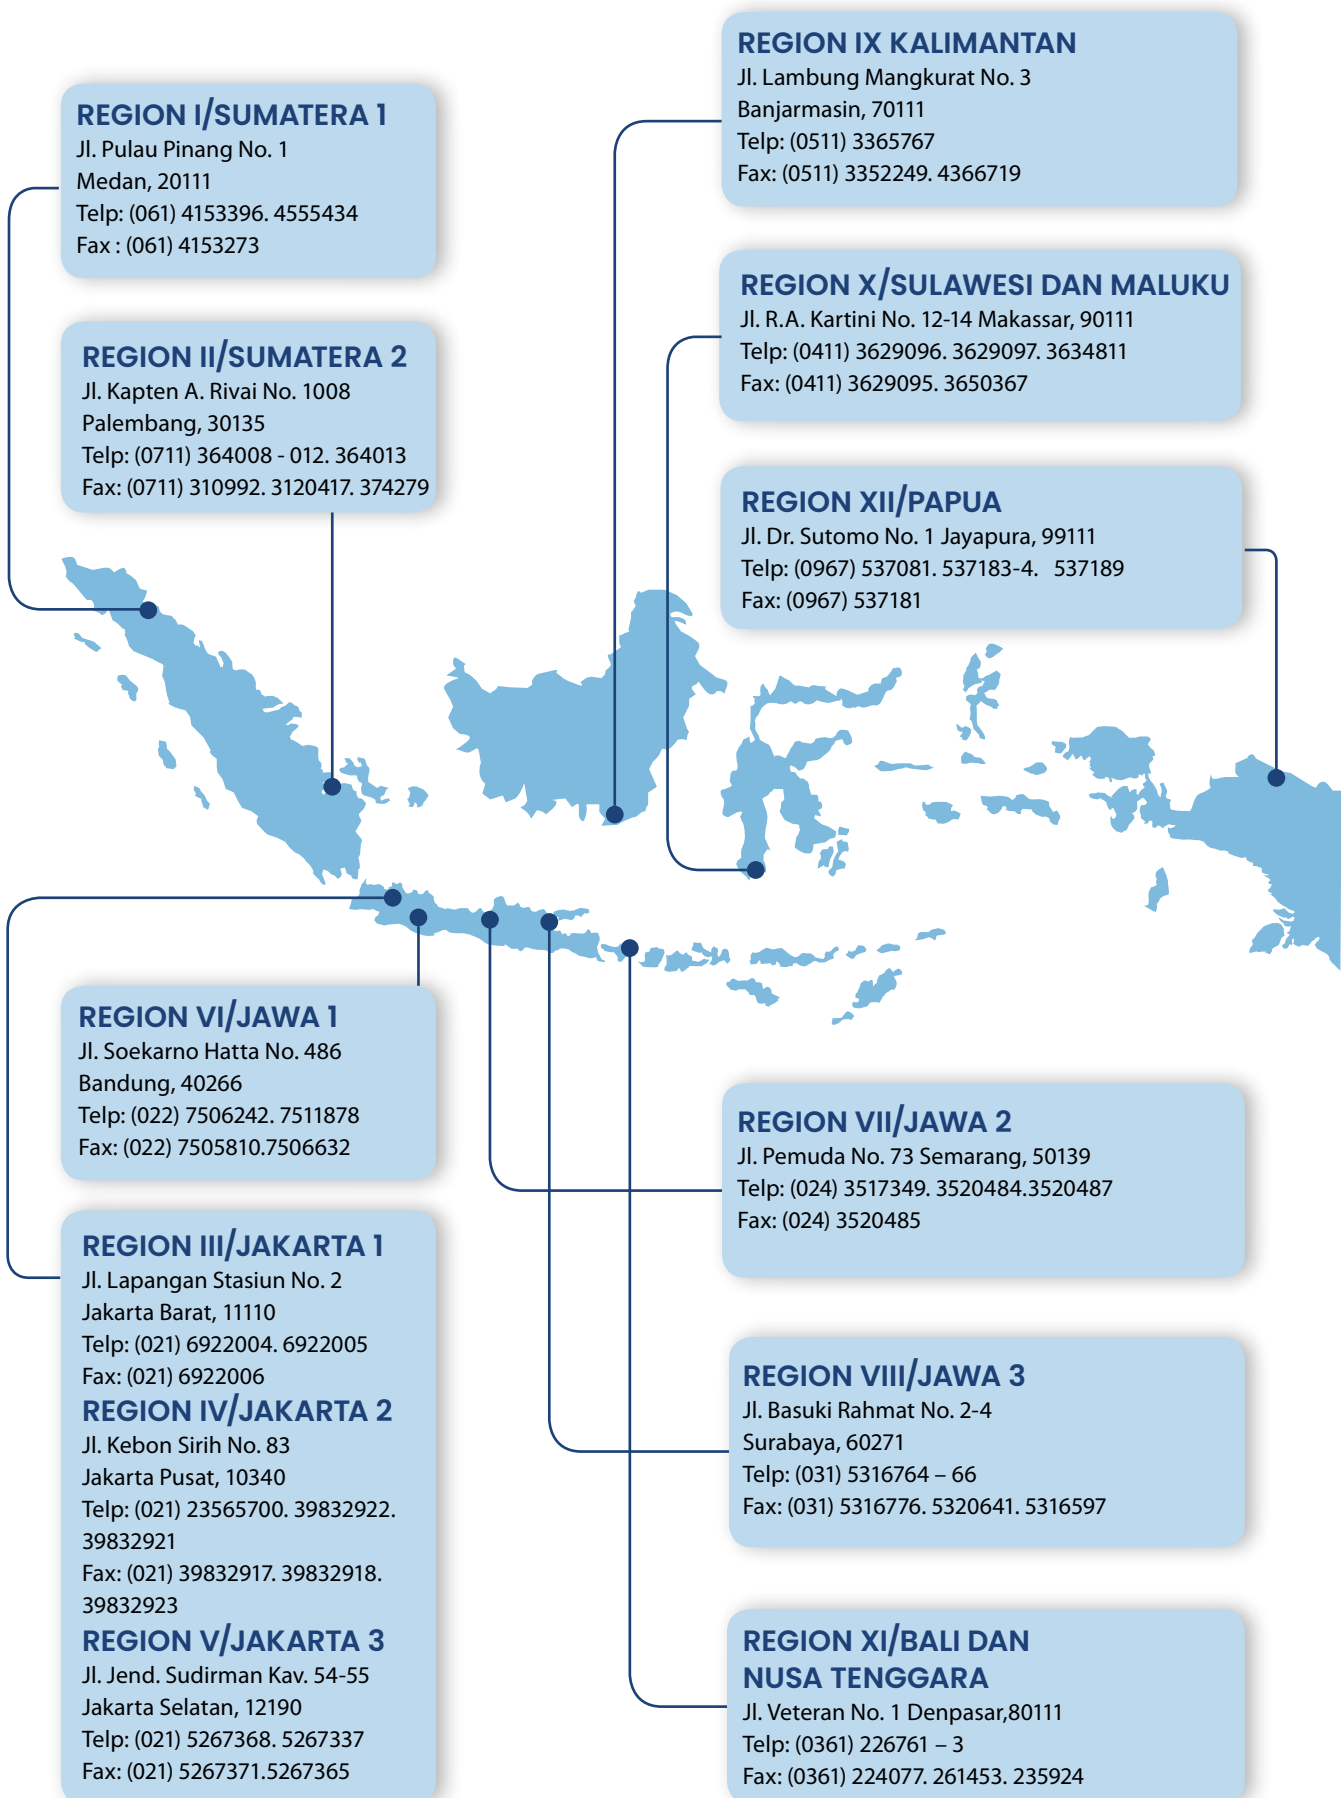 REGION I/SUMATERA 1
Jl. Pulau Pinang No. 1
Medan, 20111
Telp: (061) 4153396. 4555434
Fax : (061) 4153273
REGION II/SUMATERA 2
Jl. Kapten A. Rivai No. 1008
Palembang, 30135
Telp: (0711) 364008 - 012. 364013
Fax: (0711) 310992. 3120417. 374279
REGION IX KALIMANTAN
Jl. Lambung Mangkurat No. 3
Banjarmasin, 70111
Telp: (0511) 3365767
Fax: (0511) 3352249. 4366719
REGION X/SULAWESI DAN MALUKU
Jl. R.A. Kartini No. 12-14 Makassar, 90111
Telp: (0411) 3629096. 3629097. 3634811
Fax: (0411) 3629095. 3650367
REGION XII/PAPUA
Jl. Dr. Sutomo No. 1 Jayapura, 99111
Telp: (0967) 537081. 537183-4. 537189
Fax: (0967) 537181
REGION VI/JAWA 1
Jl. Soekarno Hatta No. 486
Bandung, 40266
Telp: (022) 7506242. 7511878
Fax: (022) 7505810.7506632
REGION III/JAKARTA 1
Jl. Lapangan Stasiun No. 2
Jakarta Barat, 11110
Telp: (021) 6922004. 6922005
Fax: (021) 6922006
REGION IV/JAKARTA 2
Jl. Kebon Sirih No. 83
Jakarta Pusat, 10340
Telp: (021) 23565700. 39832922.
39832921
Fax: (021) 39832917. 39832918.
39832923
REGION V/JAKARTA 3
Jl. Jend. Sudirman Kav. 54-55
Jakarta Selatan, 12190
Telp: (021) 5267368. 5267337
Fax: (021) 5267371.5267365
REGION VII/JAWA 2
Jl. Pemuda No. 73 Semarang, 50139
Telp: (024) 3517349. 3520484.3520487
Fax: (024) 3520485
REGION VIII/JAWA 3
Jl. Basuki Rahmat No. 2-4
Surabaya, 60271
Telp: (031) 5316764 – 66
Fax: (031) 5316776. 5320641. 5316597
REGION XI/BALI DAN
NUSA TENGGARA
Jl. Veteran No. 1 Denpasar,80111
Telp: (0361) 226761 – 3
Fax: (0361) 224077. 261453. 235924